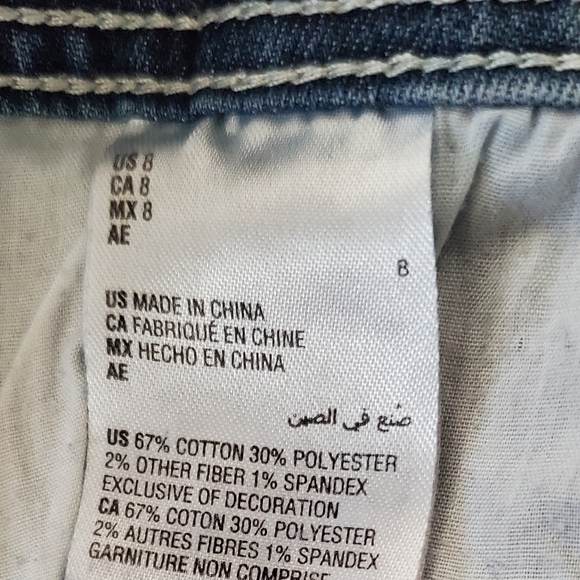 US 8
CA 8
MX 8
AE
8
US MADE IN CHINA
CA FABRIQUÉ EN CHINE
MX HECHO EN CHINA
AE
صُنع في الصين
US 67% COTTON 30% POLYESTER
2% OTHER FIBER 1% SPANDEX
EXCLUSIVE OF DECORATION
CA 67% COTON 30% POLYESTER
2% AUTRES FIBRES 1% SPANDEX
GARNITURE NON COMPRISE